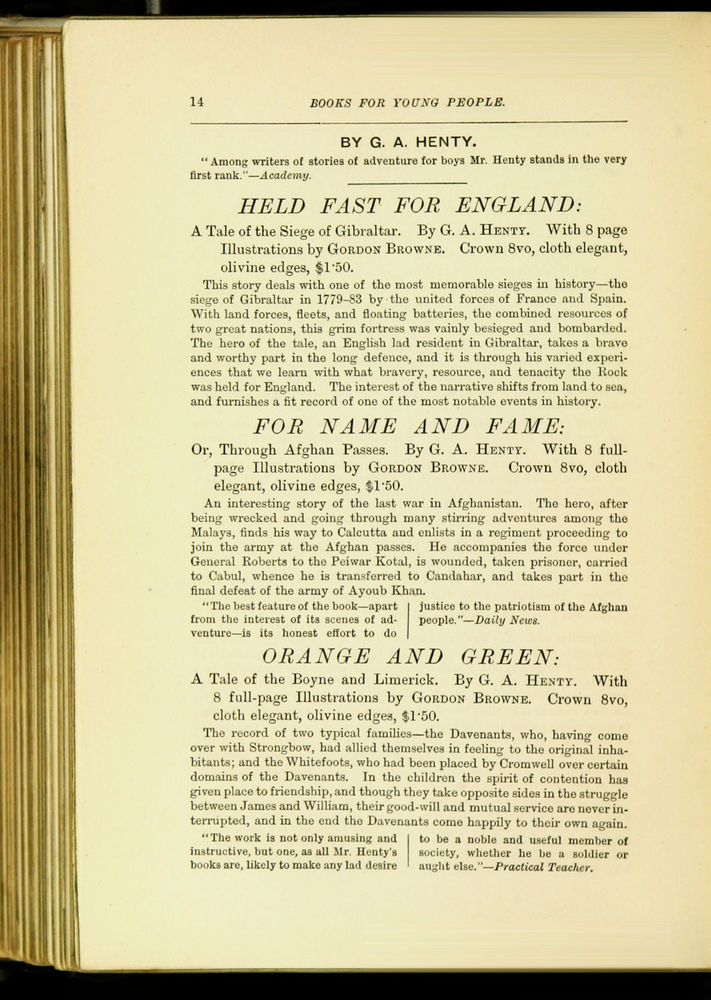 14 BOOKS FOR YOUNG PEOPLE.
BY G. A. HENTY.
"Among writers of stories of adventure for boys Mr. Henty stands in the very
first rank."—Academy.
HELD FAST FOR ENGLAND:
A Tale of the Siege of Gibraltar. By G. A. HENTY. With 8 page
Illustrations by GORDON BROWNE. Crown 8vo, cloth elegant,
olivine edges, $1·50.
This story deals with one of the most memorable sieges in history—the
siege of Gibraltar in 1779–83 by the united forces of France and Spain.
With land forces, fleets, and floating batteries, the combined resources of
two great nations, this grim fortress was vainly besieged and bombarded.
The hero of the tale, an English lad resident in Gibraltar, takes a brave
and worthy part in the long defence, and it is through his varied experi-
ences that we learn with what bravery, resource, and tenacity the Rock
was held for England. The interest of the narrative shifts from land to sea,
and furnishes a fit record of one of the most notable events in history.
FOR NAME AND FAME:
Or, Through Afghan Passes. By G. A. HENTY. With 8 full-
page Illustrations by GORDON BROWNE. Crown 8vo, cloth
elegant, olivine edges, $1·50.
An interesting story of the last war in Afghanistan. The hero, after
being wrecked and going through many stirring adventures among the
Malays, finds his way to Calcutta and enlists in a regiment proceeding to
join the army at the Afghan passes. He accompanies the force under
General Roberts to the Peiwar Kotal, is wounded, taken prisoner, carried
to Cabul, whence he is transferred to Candahar, and takes part in the
final defeat of the army of Ayoub Khan.
"The best feature of the book—apart
from the interest of its scenes of ad-
venture—is its honest effort to do
justice to the patriotism of the Afghan
people."—Daily News.
ORANGE AND GREEN:
A Tale of the Boyne and Limerick. By G. A. HENTY. With
8 full-page Illustrations by GORDON BROWNE. Crown 8vo,
cloth elegant, olivine edges, $1·50.
The record of two typical families—the Davenants, who, having come
over with Strongbow, had allied themselves in feeling to the original inha-
bitants; and the Whitefoots, who had been placed by Cromwell over certain
domains of the Davenants. In the children the spirit of contention has
given place to friendship, and though they take opposite sides in the struggle
between James and William, their good-will and mutual service are never in-
terrupted, and in the end the Davenants come happily to their own again.
"The work is not only amusing and
instructive, but one, as all Mr. Henty's
books are, likely to make any lad desire
to be a noble and useful member of
society, whether he be a soldier or
aught else."—Practical Teacher.